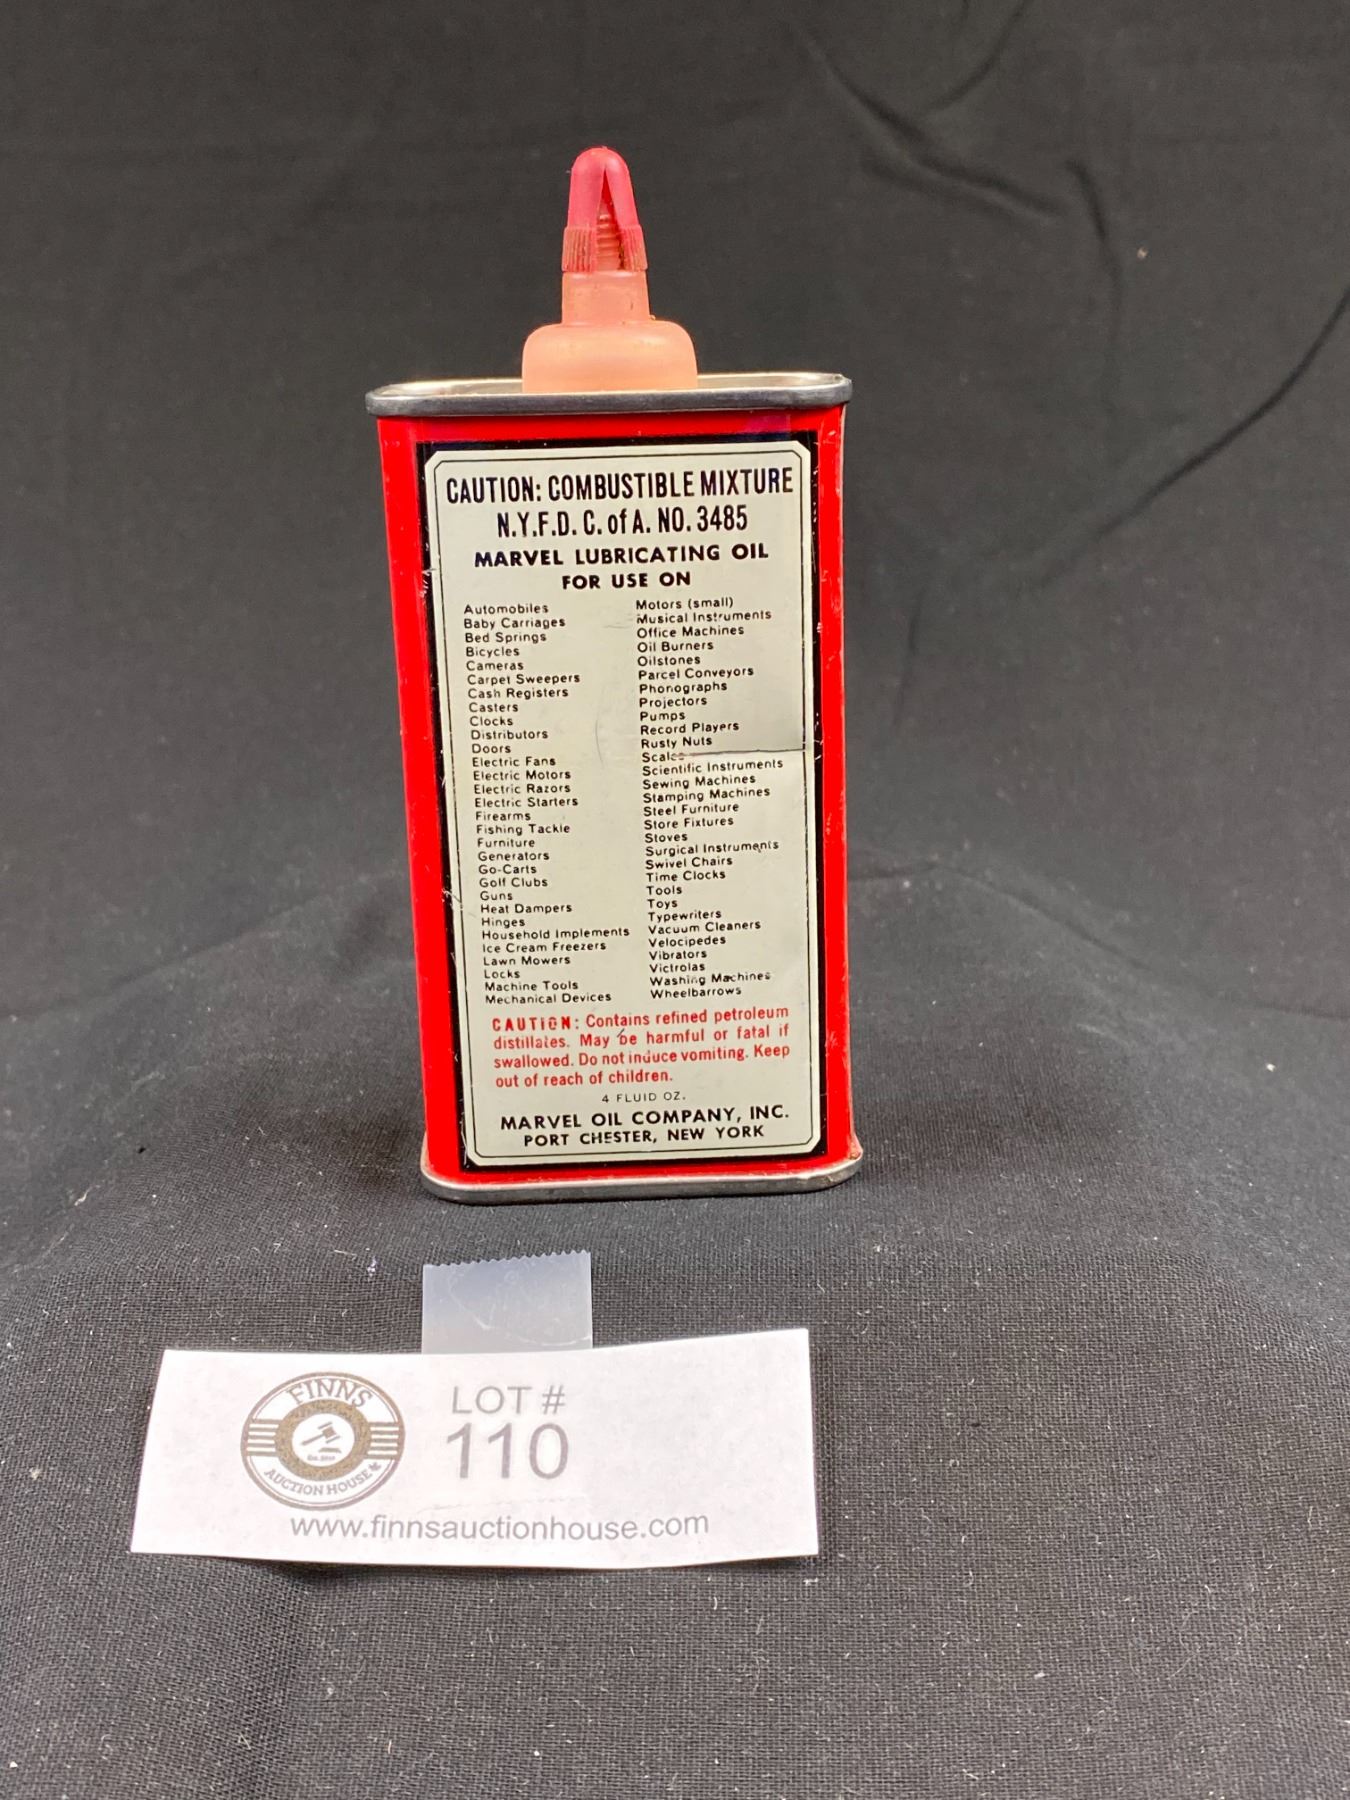 CAUTION: COMBUSTIBLE MIXTURE
N.Y.F.D. C. of A. NO. 3485
MARVEL LUBRICATING OIL
FOR USE ON
Automobiles
Baby Carriages
Bed Springs
Bicycles
Cameras
Carpet Sweepers
Cash Registers
Casters
Clocks
Distributors
Doors
Electric Fans
Electric Motors
Electric Razors
Electric Starters
Firearms
Fishing Tackle
Furniture
Generators
Go-Carts
Golf Clubs
Guns
Heat Dampers
Hinges
Household Implements
Ice Cream Freezers
Lawn Mowers
Locks
Machine Tools
Mechanical Devices
Motors (small)
Musical Instruments
Office Machines
Oil Burners
Oilstones
Parcel Conveyors
Phonographs
Projectors
Pumps
Record Players
Rusty Nuts
Scales
Scientific Instruments
Sewing Machines
Stamping Machines
Steel Furniture
Store Fixtures
Stoves
Surgical Instruments
Swivel Chairs
Time Clocks
Tools
Toys
Typewriters
Vacuum Cleaners
Velocipedes
Vibrators
Victrolas
Washing Machines
Wheelbarrows
CAUTION: Contains refined petroleum
distillates. May be harmful or fatal if
swallowed. Do not induce vomiting. Keep
out of reach of children.
4 FLUID OZ.
MARVEL OIL COMPANY, INC.
PORT CHESTER, NEW YORK
FINNS
AUCTION HOUSE
LOT #
110
www.finnsauctionhouse.com